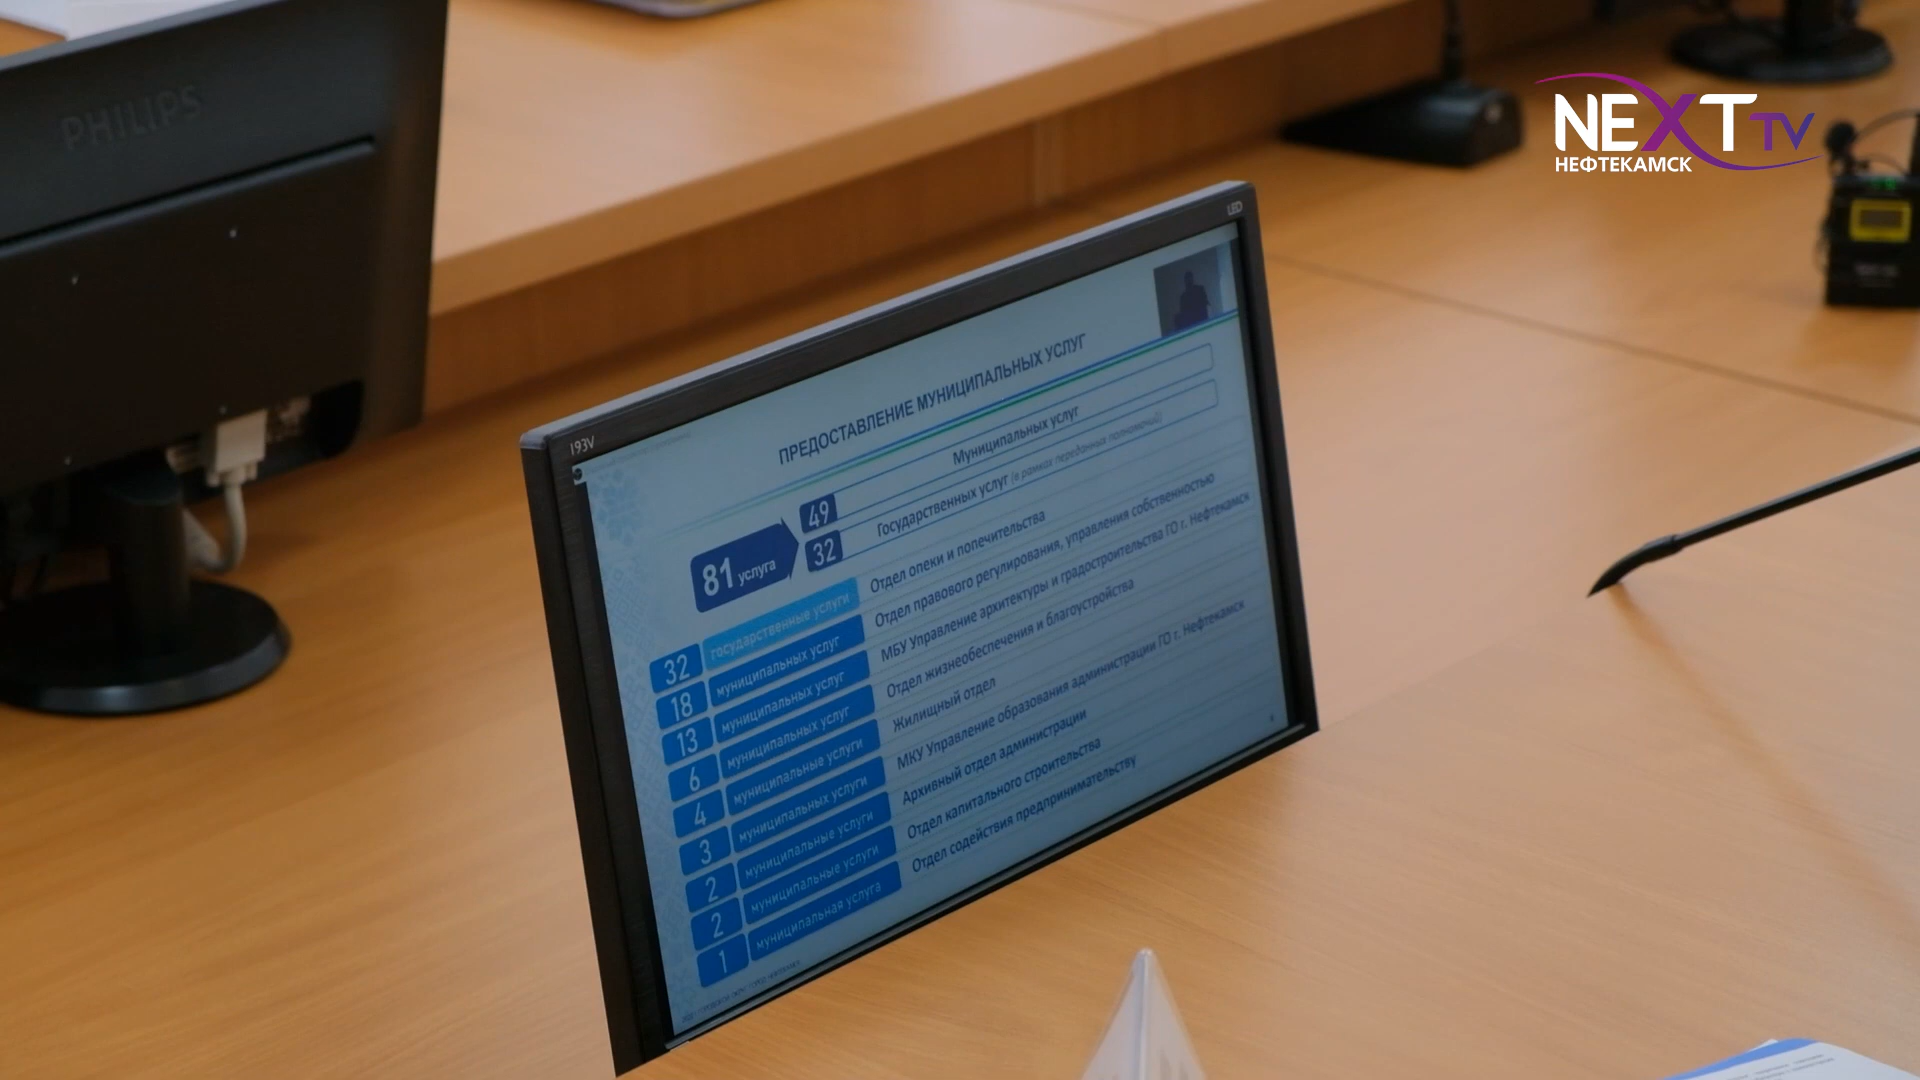 PHILIPS
NEXT TV
НЕФТЕКАМСК
LED
193V
ПРЕДОСТАВЛЕНИЕ МУНИЦИПАЛЬНЫХ УСЛУГ
81 услуга
49 Муниципальных услуг
32 Государственных услуг (в рамках переданных полномочий)
32 государственные услуги Отдел опеки и попечительства
18 муниципальных услуг Отдел правового регулирования, управления собственностью
13 муниципальных услуг МБУ Управление архитектуры и градостроительства ГО г. Нефтекамск
6 муниципальных услуг Отдел жизнеобеспечения и благоустройства
4 муниципальные услуги Жилищный отдел
3 муниципальных услуги МКУ Управление образования администрации ГО г. Нефтекамск
2 муниципальные услуги Архивный отдел администрации
2 муниципальные услуги Отдел капитального строительства
1 муниципальная услуга Отдел содействия предпринимательству